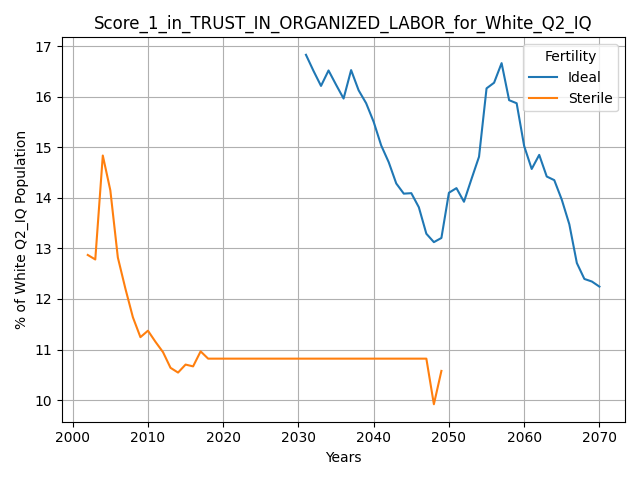 Score_1_in_TRUST_IN_ORGANIZED_LABOR_for_White_Q2_IQ
Fertility
Ideal
Sterile
% of White Q2_IQ Population
17
16
15
14
13
12
11
10
2000 2010 2020 2030 2040 2050 2060 2070
Years